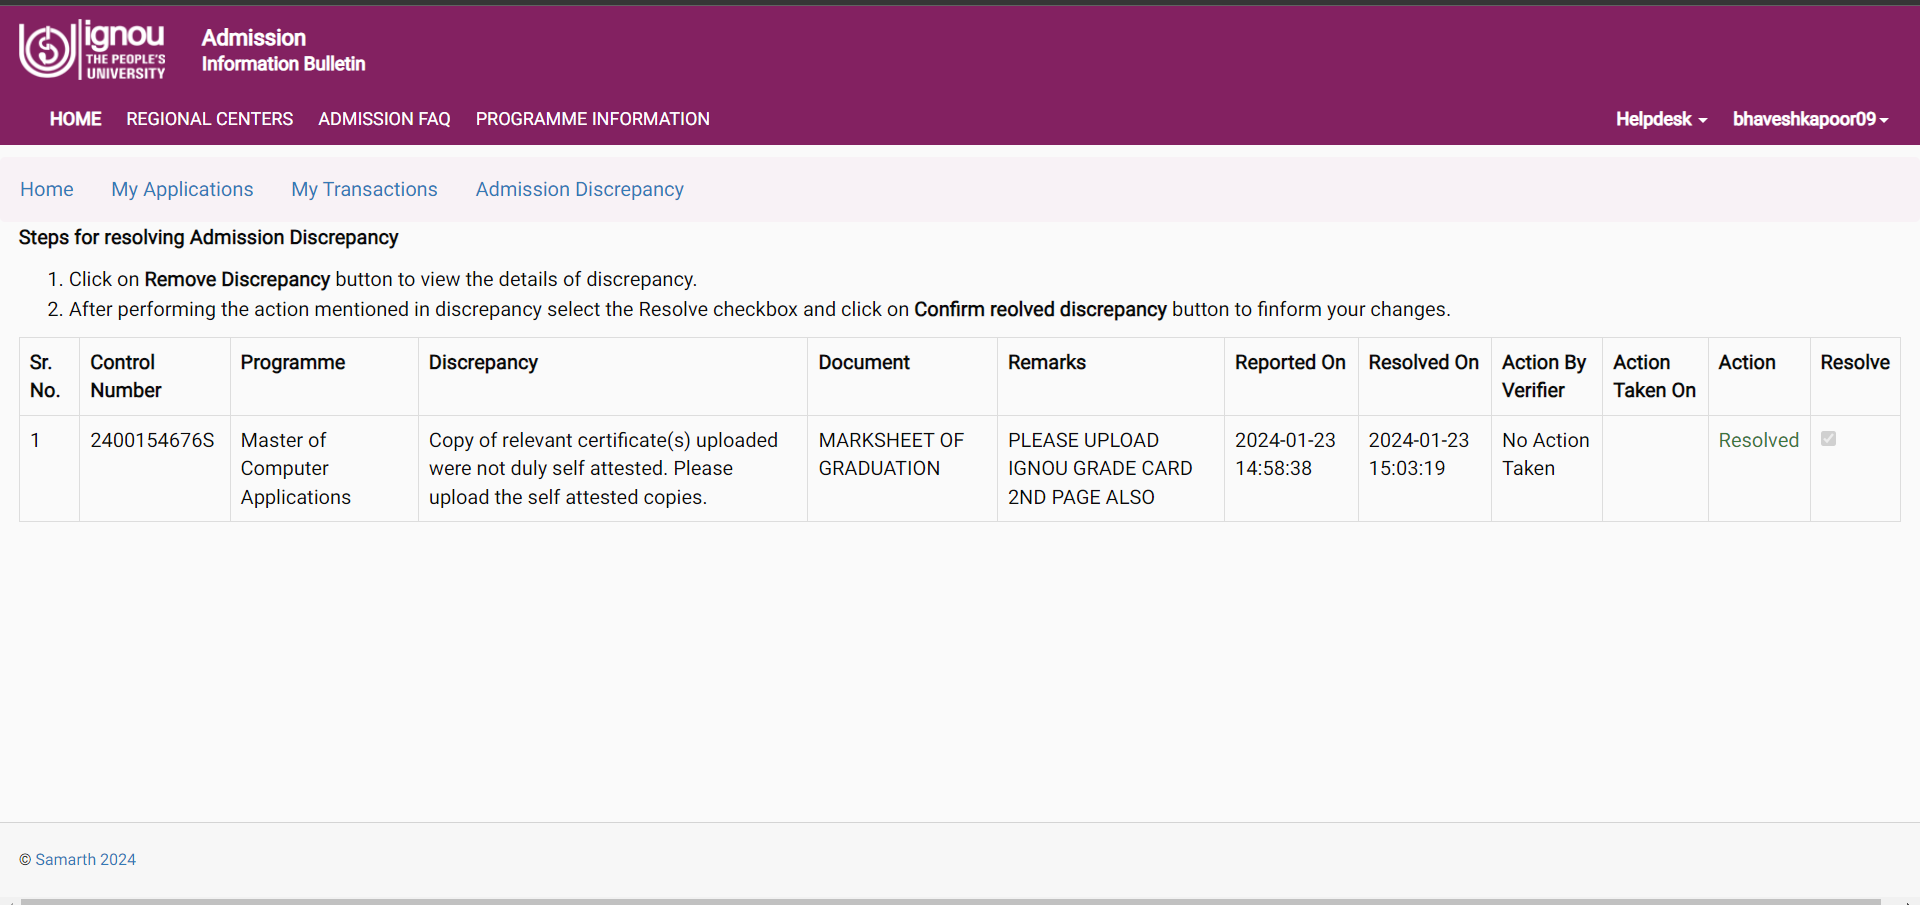 ignou
THE PEOPLE'S
UNIVERSITY
Admission
Information Bulletin
HOME REGIONAL CENTERS ADMISSION FAQ PROGRAMME INFORMATION Helpdesk bhaveshkapoor09
Home My Applications My Transactions Admission Discrepancy
Steps for resolving Admission Discrepancy
1. Click on Remove Discrepancy button to view the details of discrepancy.
2. After performing the action mentioned in discrepancy select the Resolve checkbox and click on Confirm reolved discrepancy button to finform your changes.
Sr. Control Programme Discrepancy Document Remarks Reported On Resolved On Action By Action Action Resolve
No. Number Verifier Taken On
1 2400154676S Master of Copy of relevant certificate(s) uploaded MARKSHEET OF PLEASE UPLOAD 2024-01-23 2024-01-23 No Action Resolved
Computer were not duly self attested. Please GRADUATION IGNOU GRADE CARD 14:58:38 15:03:19 Taken
Applications upload the self attested copies. 2ND PAGE ALSO
© Samarth 2024